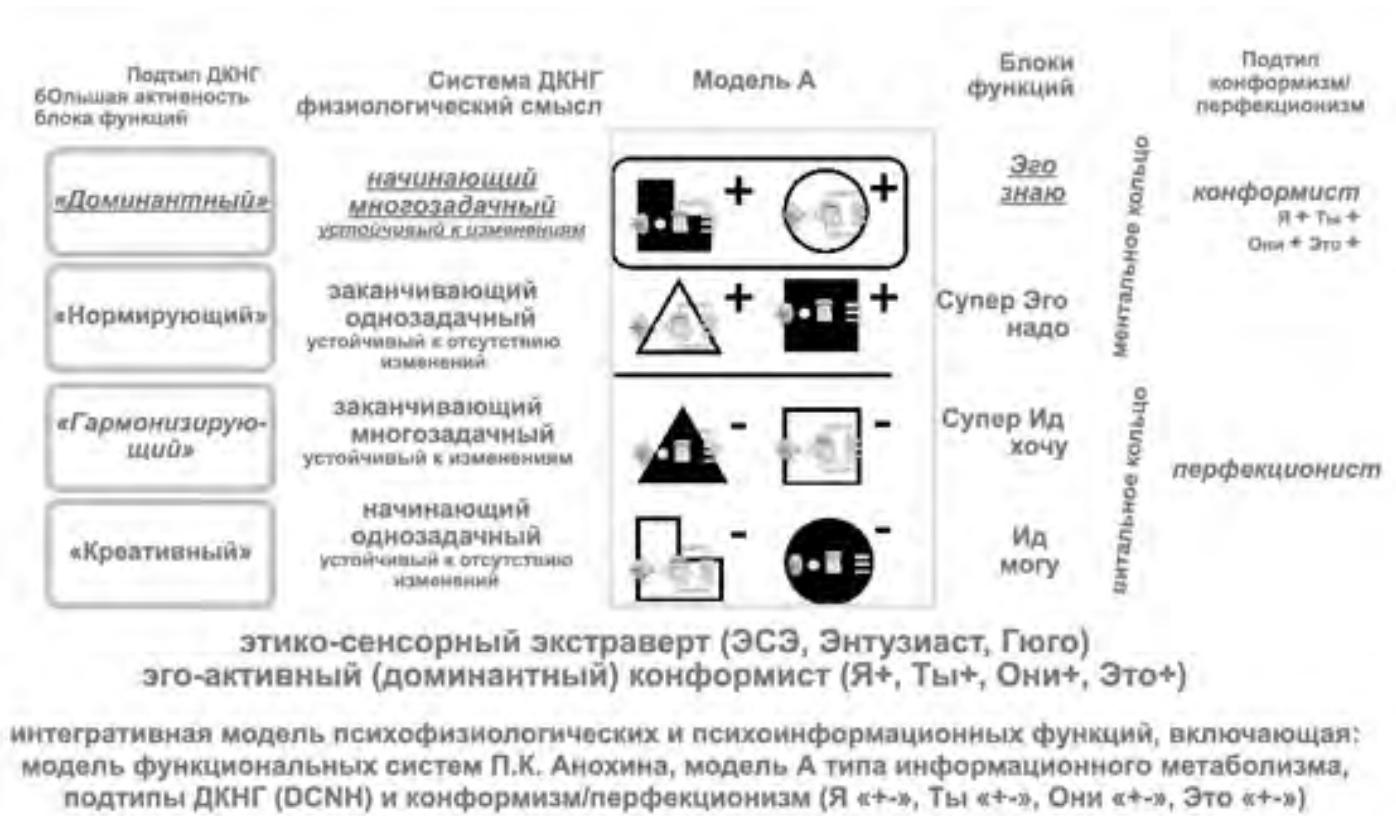 Подтип ДКНГ
бОльшая активность
блока функций
Система ДКНГ
физиологический смысл
Модель А
Блоки
функций
Подтип
конформизм/
перфекционизм
«Доминантный»
начинающий
многозадачный
устойчивый к изменениям
+ +
Эго
знаю
ментальное кольцо
конформист
Я + Ты +
Они + Это +
«Нормирующий»
заканчивающий
однозадачный
устойчивый к отсутствию
изменений
+ +
Супер Эго
надо
«Гармонизирую-
щий»
заканчивающий
многозадачный
устойчивый к изменениям
- -
Супер Ид
хочу
витальное кольцо
перфекционист
«Креативный»
начинающий
однозадачный
устойчивый к отсутствию
изменений
- -
Ид
могу
этико-сенсорный экстраверт (ЭСЭ, Энтузиаст, Гюго)
эго-активный (доминантный) конформист (Я+, Ты+, Они+, Это+)
интегративная модель психофизиологических и психоинформационных функций, включающая:
модель функциональных систем П.К. Анохина, модель А типа информационного метаболизма,
подтипы ДКНГ (DCNH) и конформизм/перфекционизм (Я «+-», Ты «+-», Они «+-», Это «+-»)